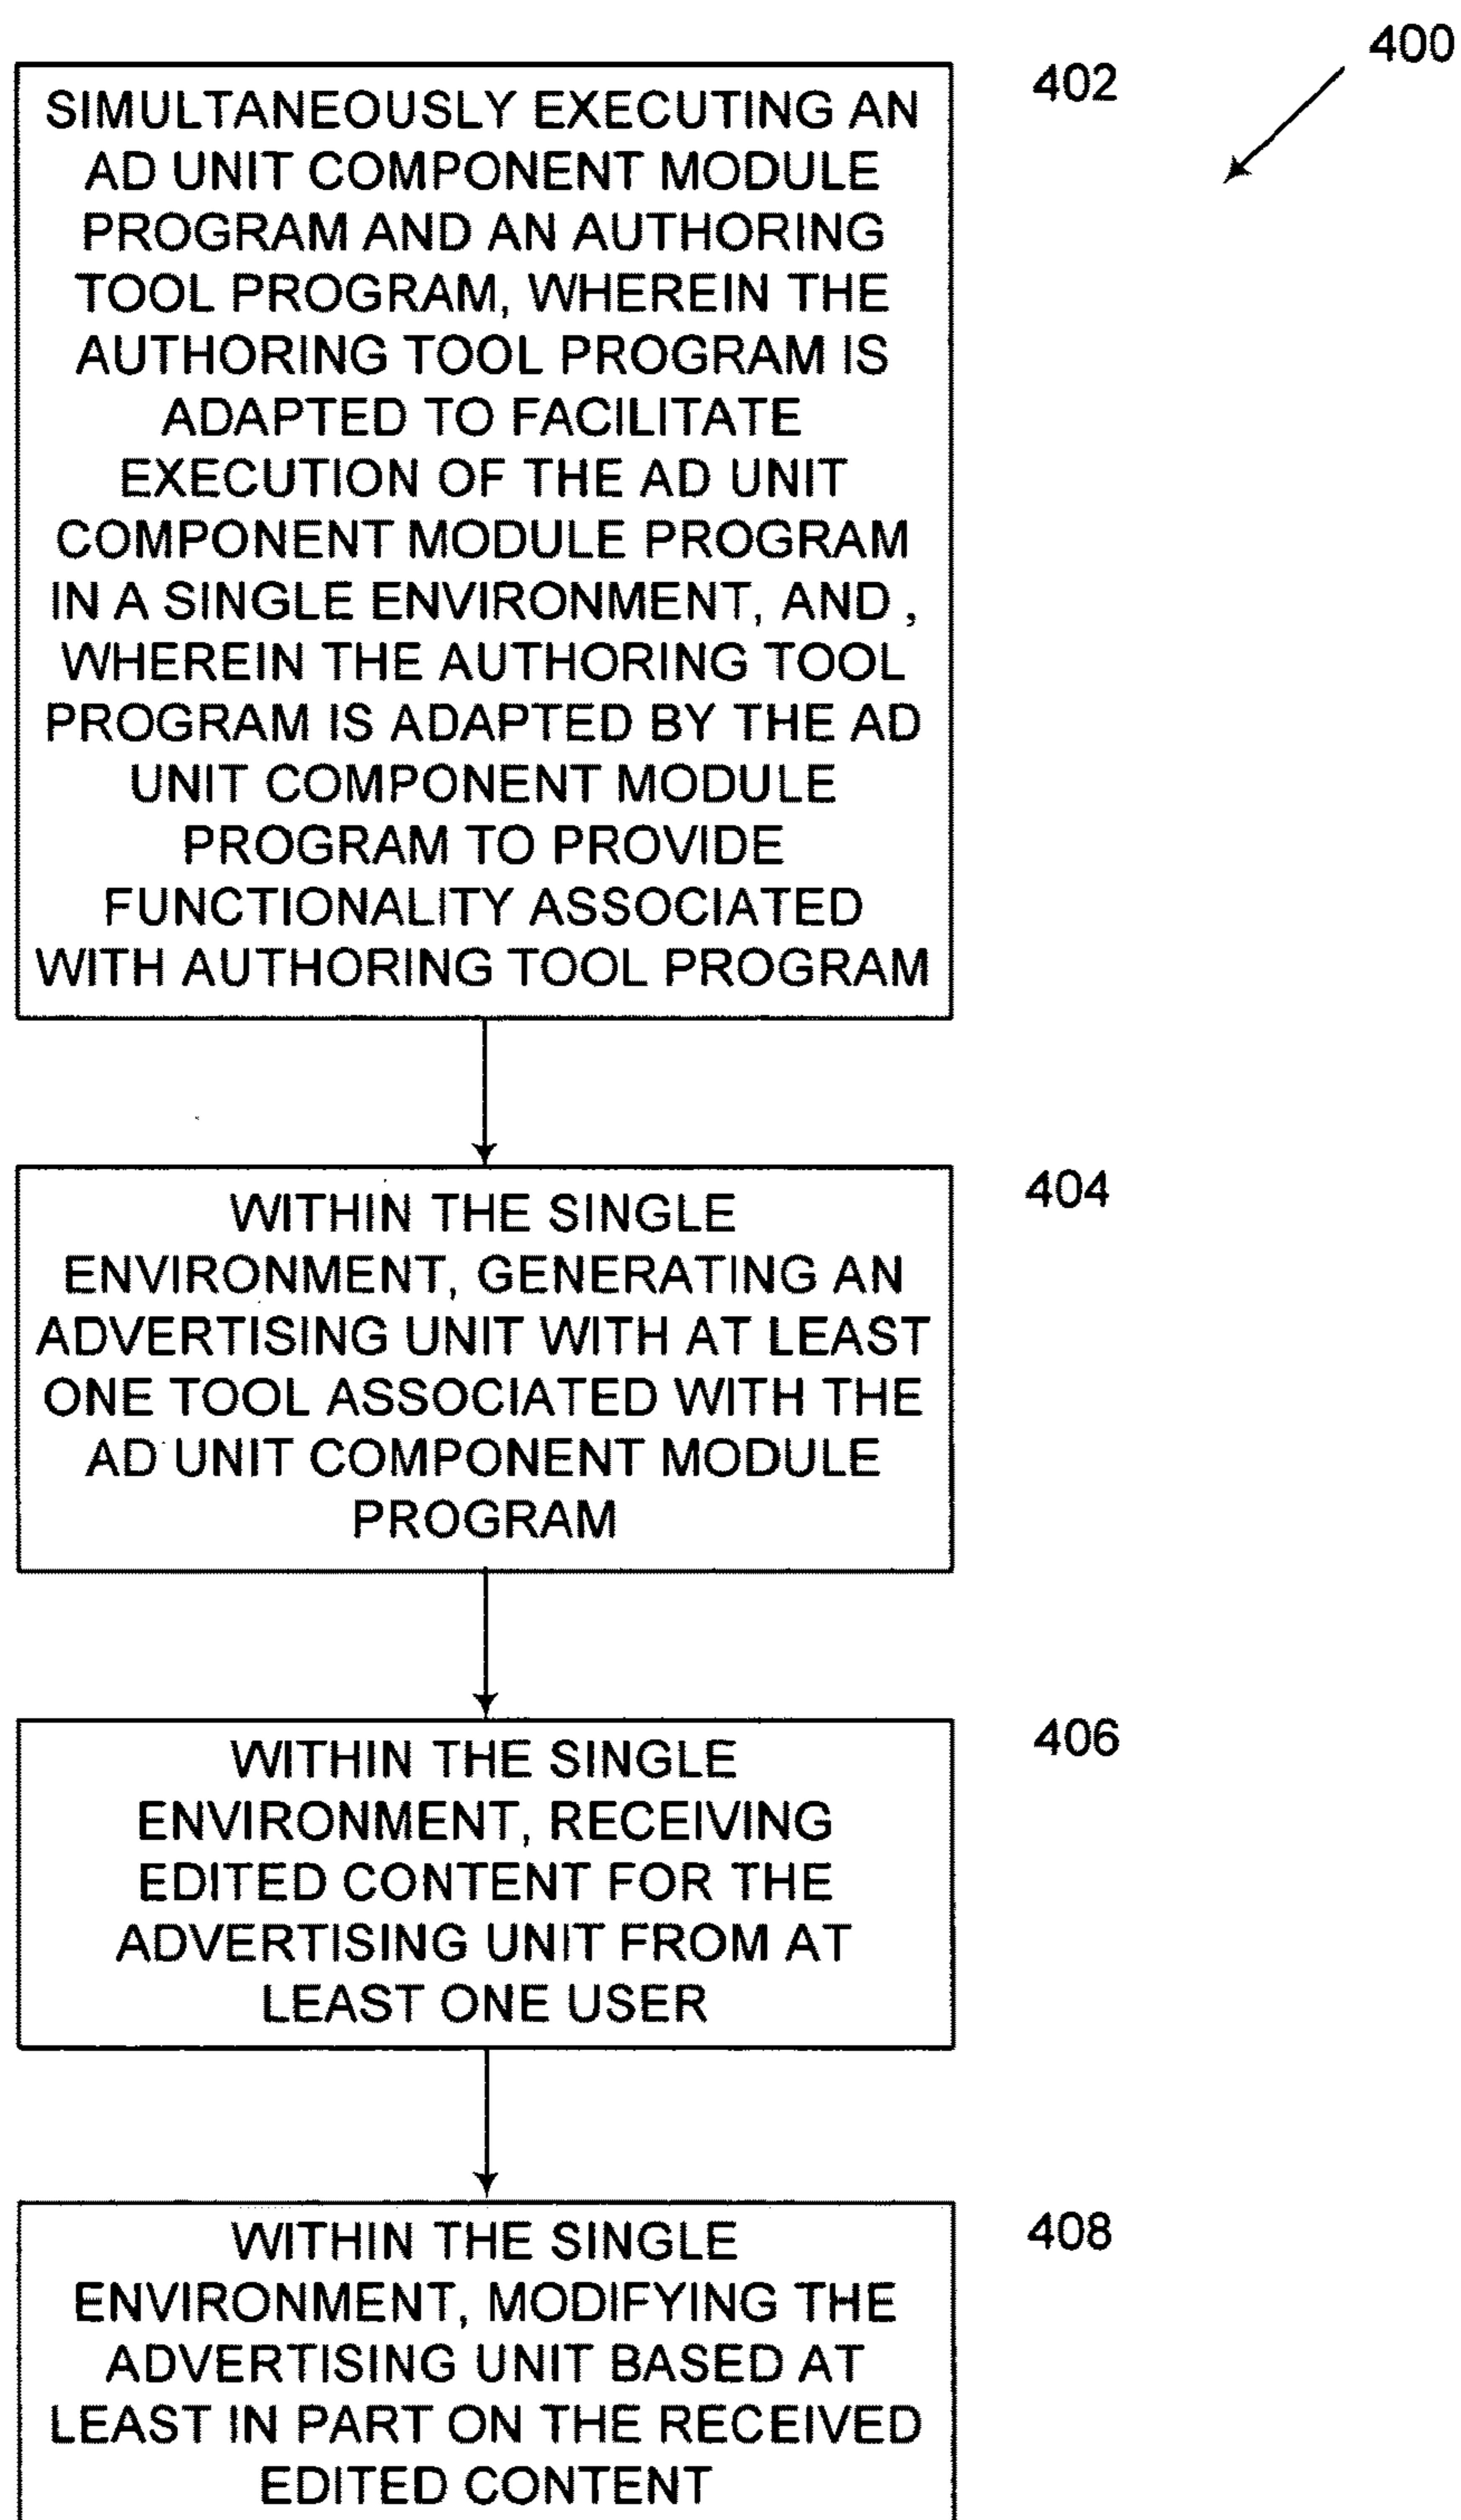 400
402
SIMULTANEOUSLY EXECUTING AN
AD UNIT COMPONENT MODULE
PROGRAM AND AN AUTHORING
TOOL PROGRAM, WHEREIN THE
AUTHORING TOOL PROGRAM IS
ADAPTED TO FACILITATE
EXECUTION OF THE AD UNIT
COMPONENT MODULE PROGRAM
IN A SINGLE ENVIRONMENT, AND ,
WHEREIN THE AUTHORING TOOL
PROGRAM IS ADAPTED BY THE AD
UNIT COMPONENT MODULE
PROGRAM TO PROVIDE
FUNCTIONALITY ASSOCIATED
WITH AUTHORING TOOL PROGRAM
404
WITHIN THE SINGLE
ENVIRONMENT, GENERATING AN
ADVERTISING UNIT WITH AT LEAST
ONE TOOL ASSOCIATED WITH THE
AD UNIT COMPONENT MODULE
PROGRAM
406
WITHIN THE SINGLE
ENVIRONMENT, RECEIVING
EDITED CONTENT FOR THE
ADVERTISING UNIT FROM AT
LEAST ONE USER
408
WITHIN THE SINGLE
ENVIRONMENT, MODIFYING THE
ADVERTISING UNIT BASED AT
LEAST IN PART ON THE RECEIVED
EDITED CONTENT